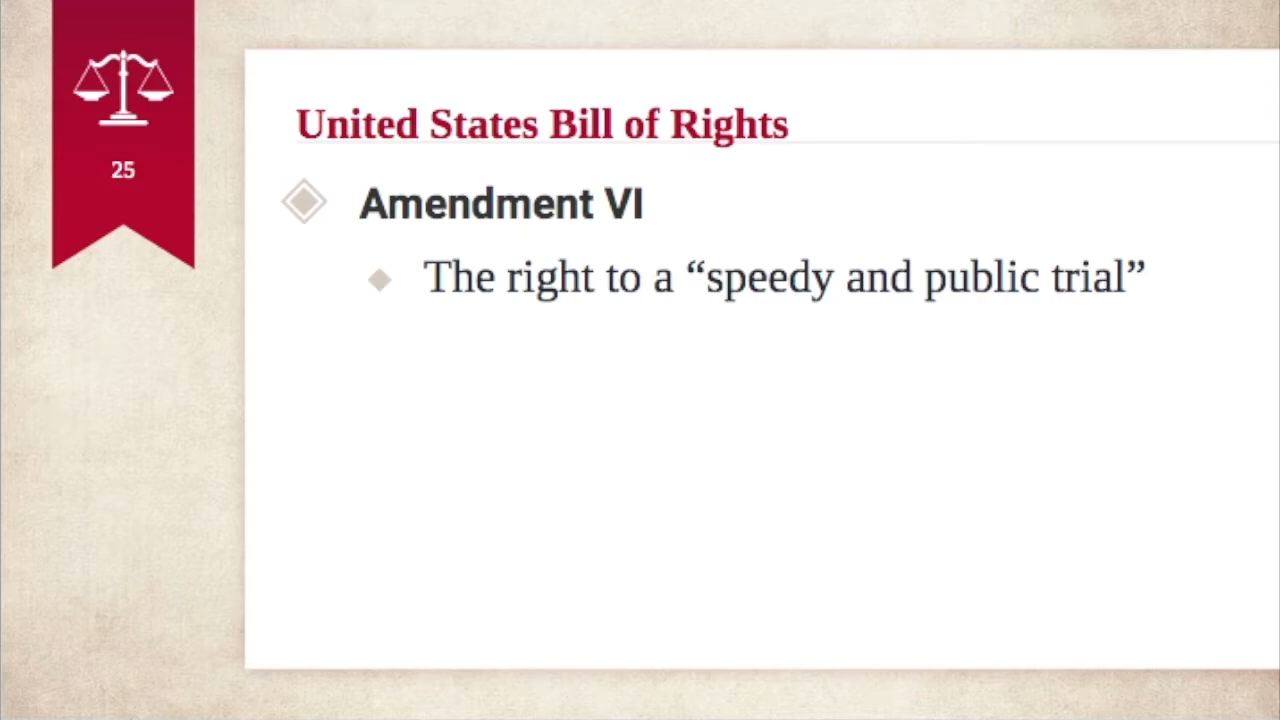 25
United States Bill of Rights
Amendment VI
The right to a “speedy and public trial”